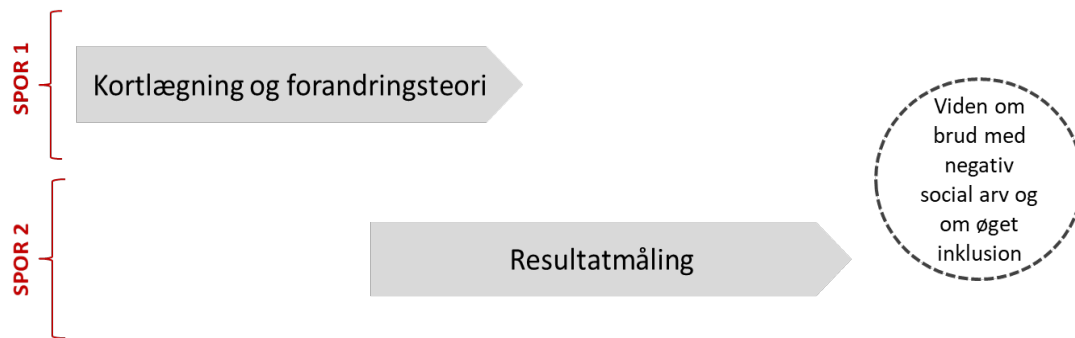 SPOR 1
Kortlægning og forandringsteori
SPOR 2
Resultatmåling
Viden om
brud med
negativ
social arv og
om øget
inklusion